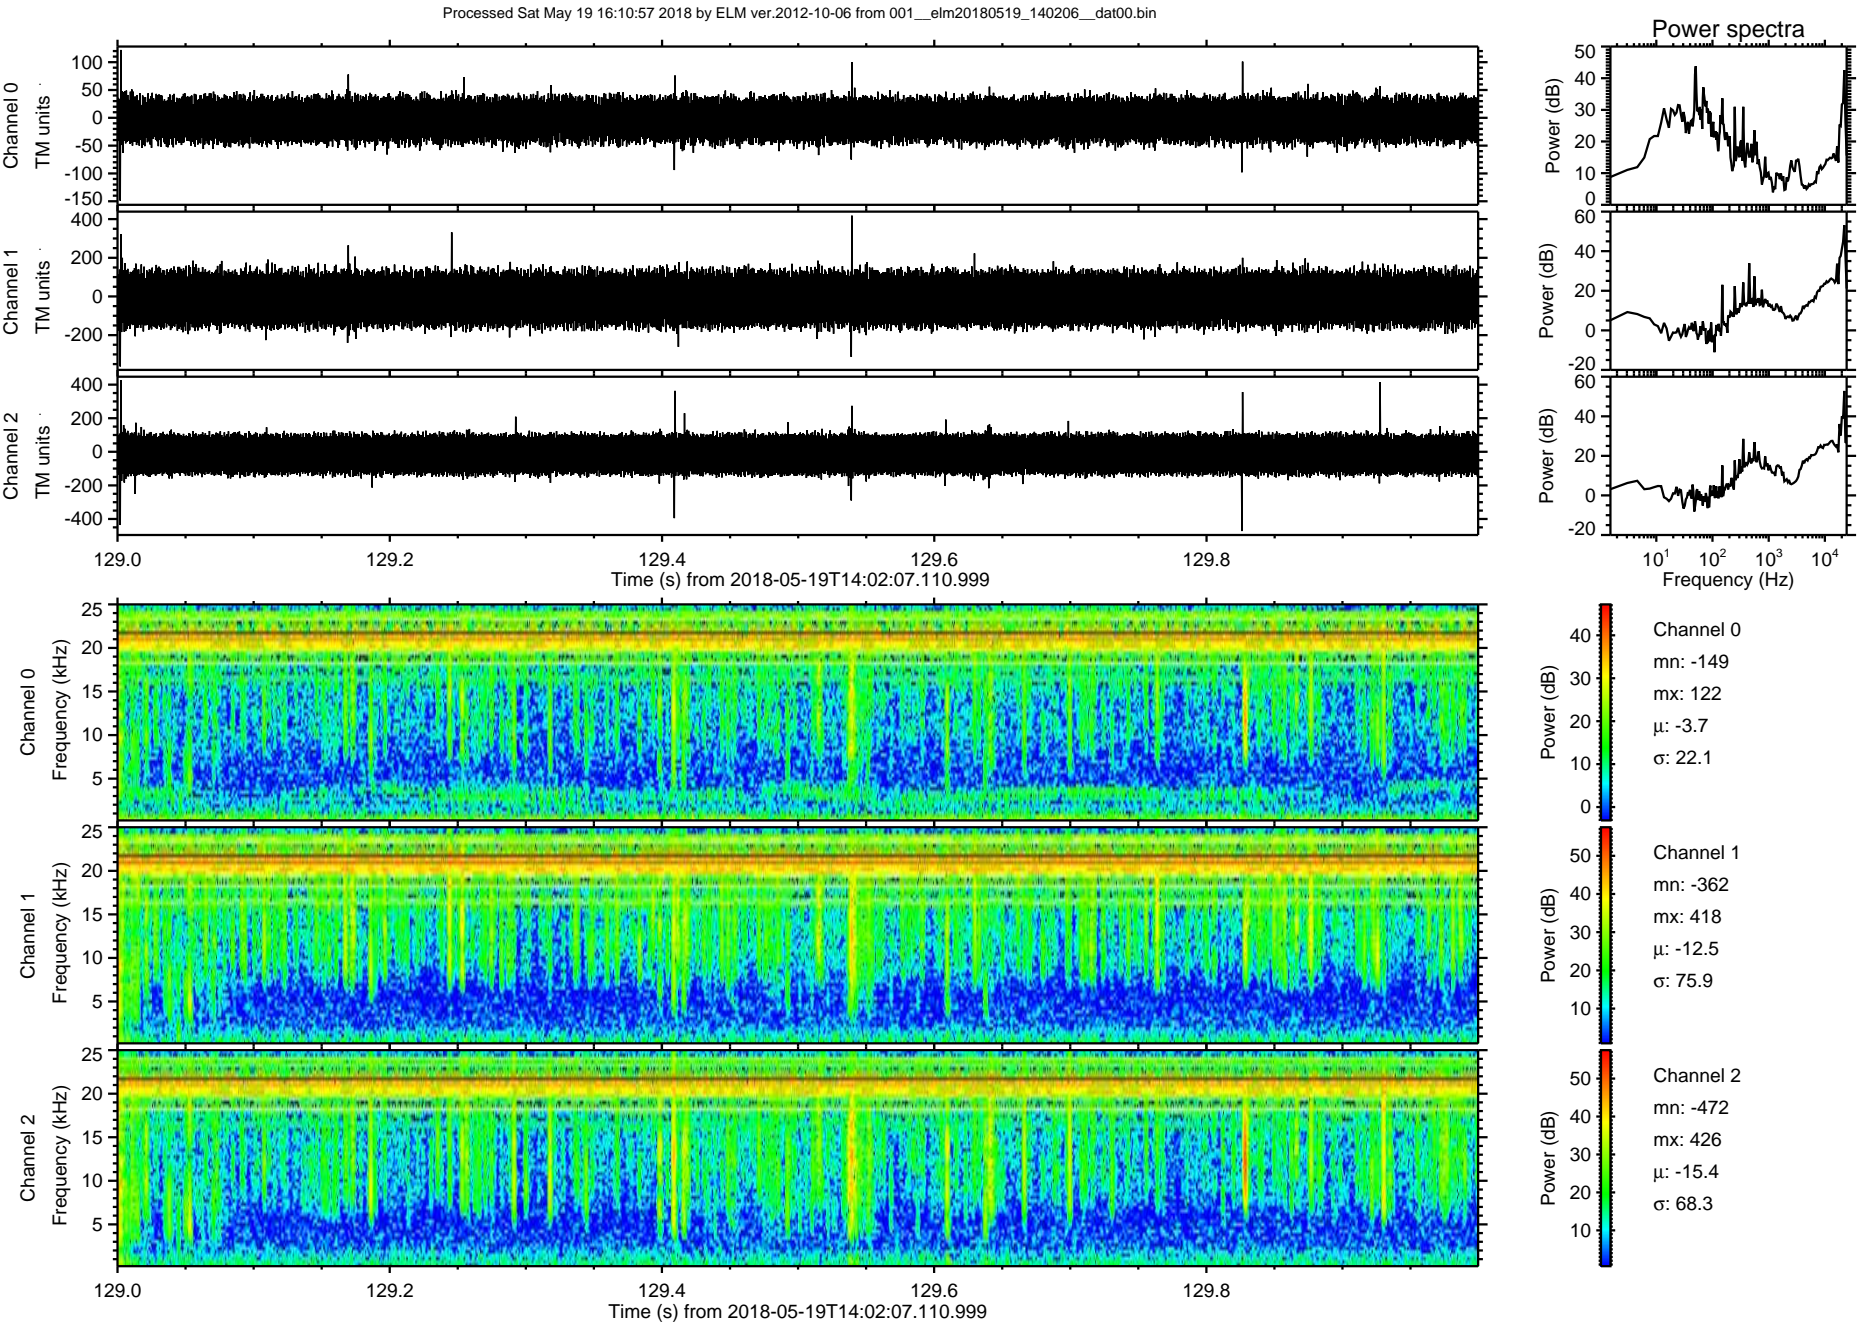 Processed Sat May 19 16:10:57 2018 by ELM ver.2012-10-06 from 001__elm20180519_140206__dat00.bin
Power spectra
Channel 0
TM units
100
50
0
-50
-100
-150
Power (dB)
50
40
30
20
10
0
Channel 1
TM units
400
200
0
-200
Power (dB)
60
40
20
0
-20
Channel 2
TM units
400
200
0
-200
-400
Power (dB)
60
40
20
0
-20
129.0 129.2 129.4 129.6 129.8
Time (s) from 2018-05-19T14:02:07.110.999
10¹ 10² 10³ 10⁴
Frequency (Hz)
Channel 0
Frequency (kHz)
25
20
15
10
5
Power (dB)
40
30
20
10
0
Channel 0
mn: -149
mx: 122
μ: -3.7
σ: 22.1
Channel 1
Frequency (kHz)
25
20
15
10
5
Power (dB)
50
40
30
20
10
Channel 1
mn: -362
mx: 418
μ: -12.5
σ: 75.9
Channel 2
Frequency (kHz)
25
20
15
10
5
Power (dB)
50
40
30
20
10
Channel 2
mn: -472
mx: 426
μ: -15.4
σ: 68.3
129.0 129.2 129.4 129.6 129.8
Time (s) from 2018-05-19T14:02:07.110.999